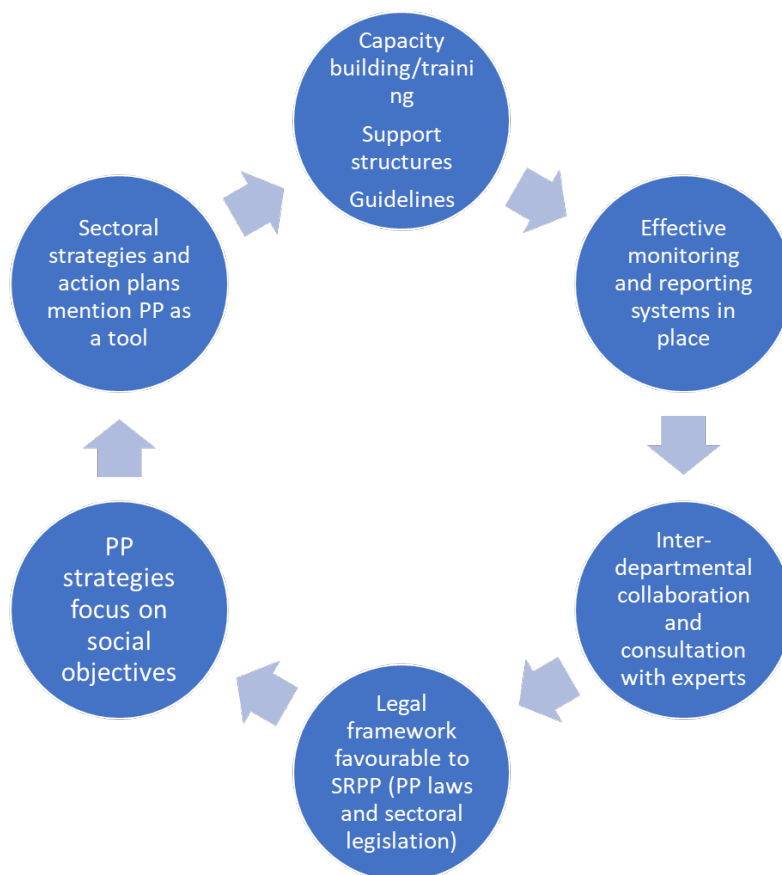 Capacity
building/traini
ng
Support
structures
Guidelines
Effective
monitoring
and reporting
systems in
place
Inter-
departmental
collaboration
and
consultation
with experts
Legal
framework
favourable to
SRPP (PP laws
and sectoral
legislation)
PP
strategies
focus on
social
objectives
Sectoral
strategies and
action plans
mention PP as
a tool